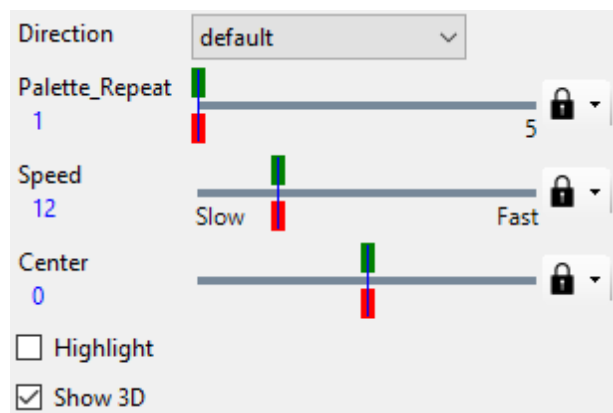 Direction default
Palette_Repeat
1
5
Speed
12
Slow Fast
Center
0
Highlight
Show 3D